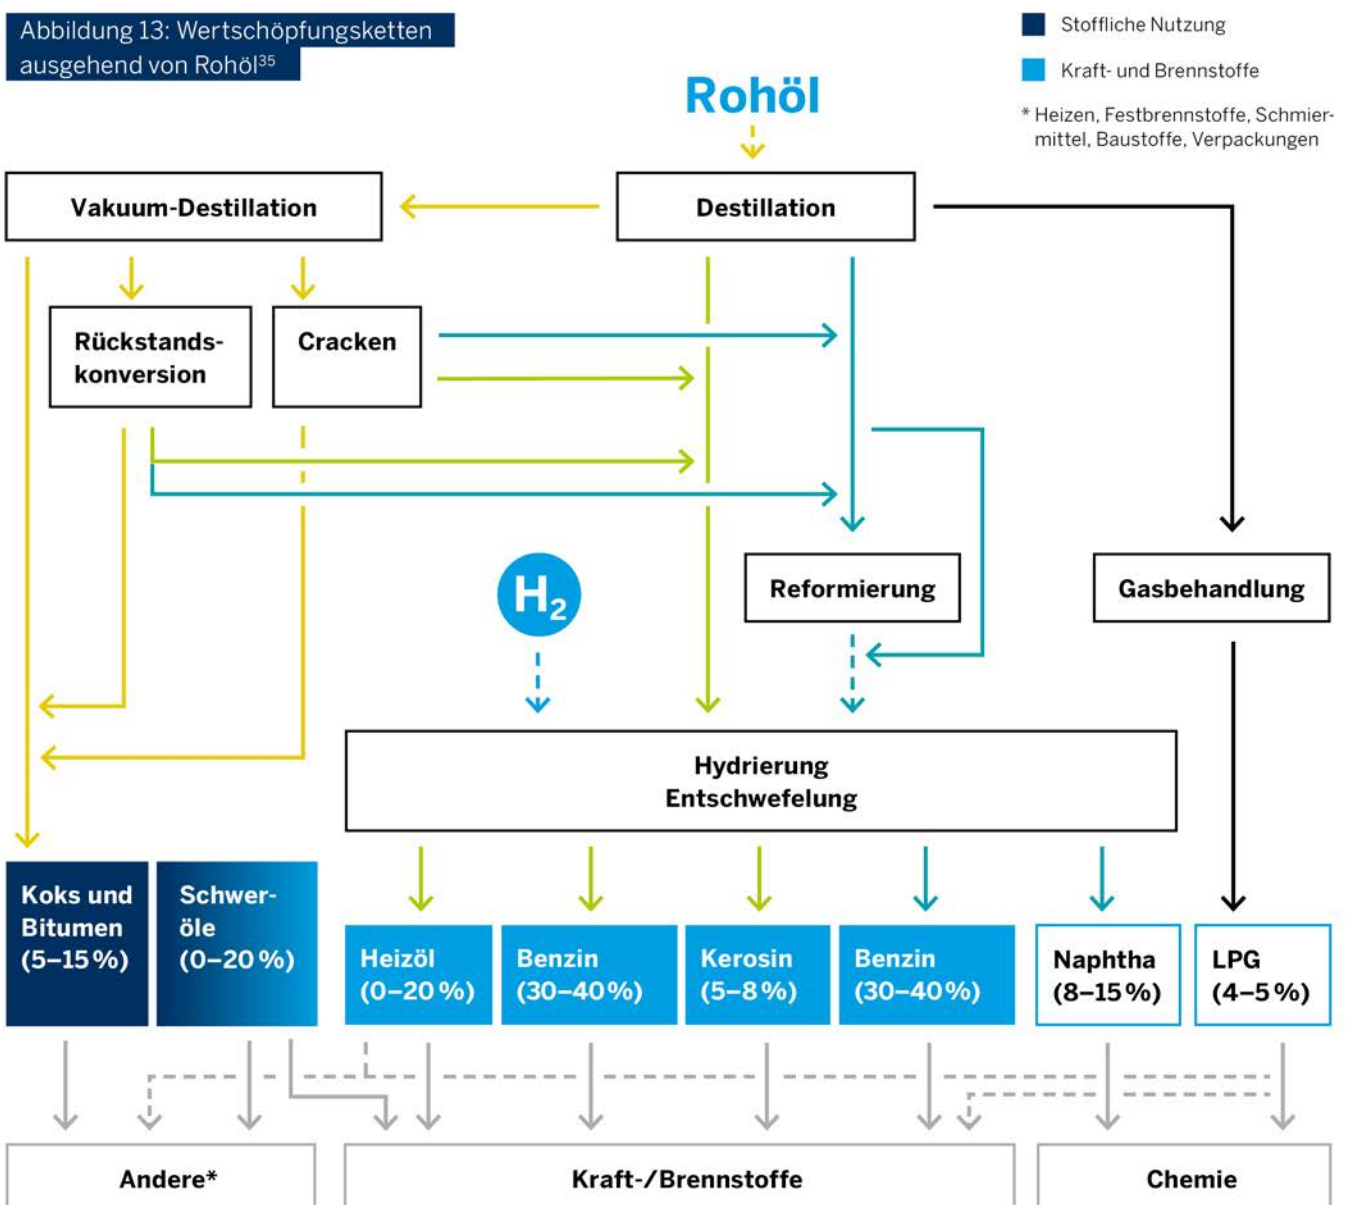 Abbildung 13: Wertschöpfungsketten
ausgehend von Rohöl³⁵
Stoffliche Nutzung
Kraft- und Brennstoffe
* Heizen, Festbrennstoffe, Schmier-
mittel, Baustoffe, Verpackungen
Rohöl
Vakuum-Destillation
Destillation
Rückstands-
konversion
Cracken
H₂
Reformierung
Gasbehandlung
Hydrierung
Entschwefelung
Koks und
Bitumen
(5–15 %)
Schwer-
öle
(0–20 %)
Heizöl
(0–20 %)
Benzin
(30–40 %)
Kerosin
(5–8 %)
Benzin
(30–40 %)
Naphtha
(8–15 %)
LPG
(4–5 %)
Andere*
Kraft-/Brennstoffe
Chemie